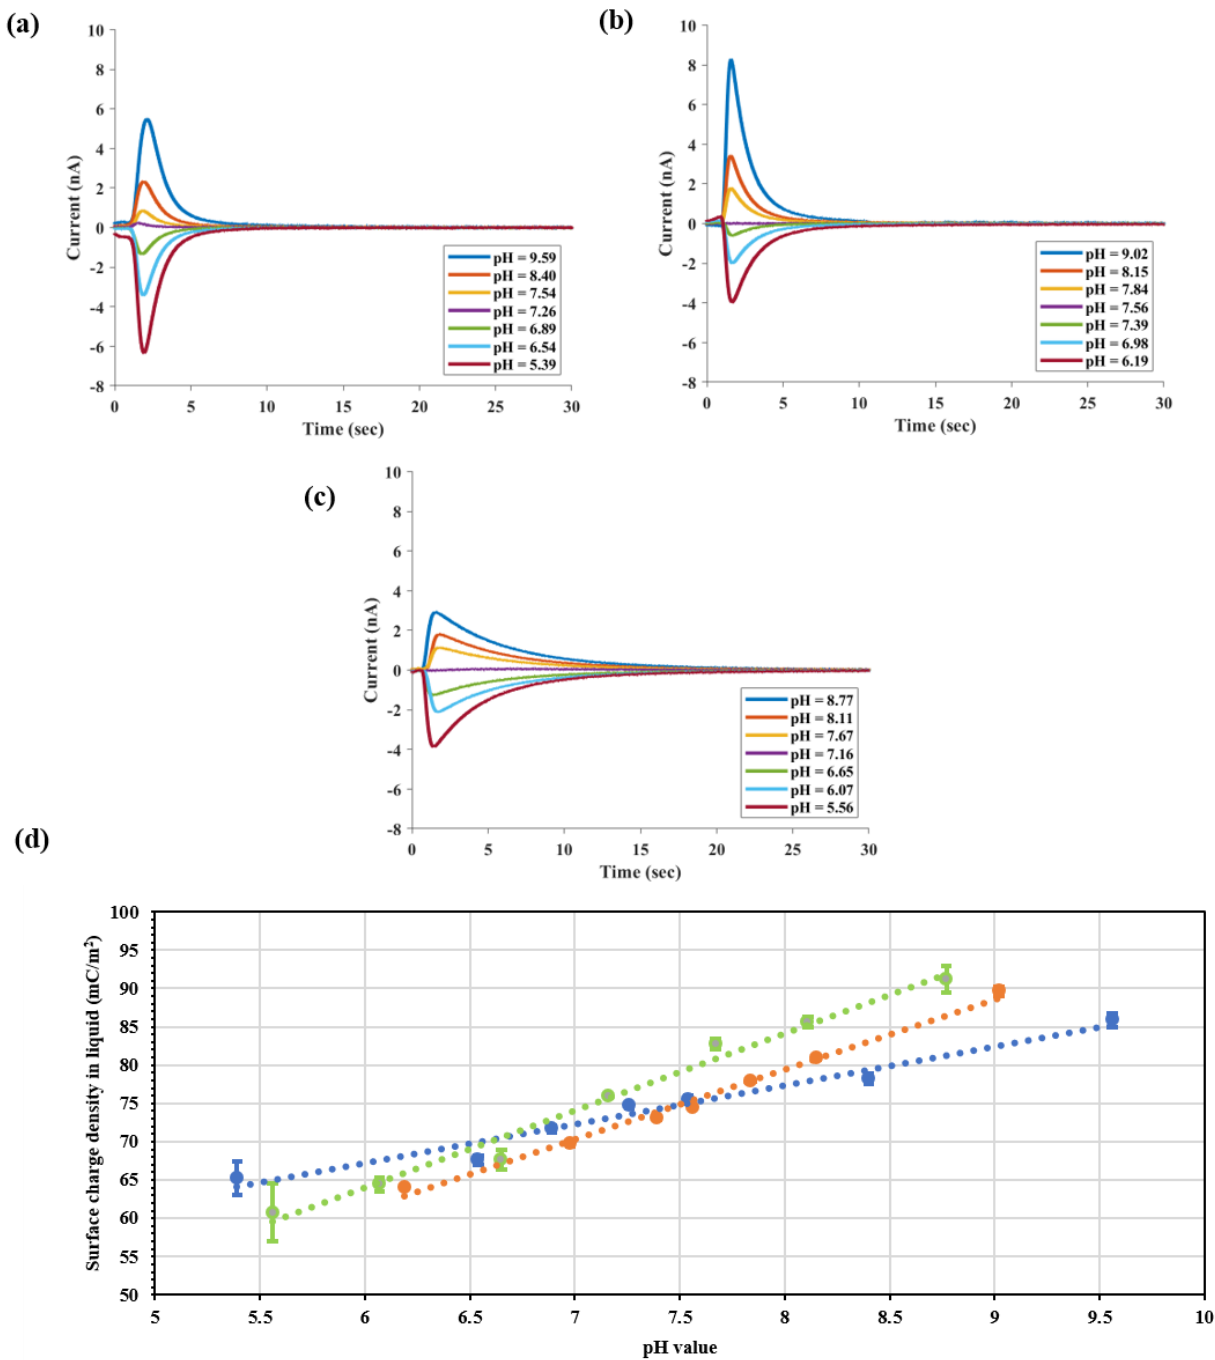 (a)
10
8
6
4
2
0
-2
-4
-6
-8
Current (nA)
0 5 10 15 20 25 30
Time (sec)
pH = 9.59
pH = 8.40
pH = 7.54
pH = 7.26
pH = 6.89
pH = 6.54
pH = 5.39
(b)
10
8
6
4
2
0
-2
-4
-6
-8
Current (nA)
0 5 10 15 20 25 30
Time (sec)
pH = 9.02
pH = 8.15
pH = 7.84
pH = 7.56
pH = 7.39
pH = 6.98
pH = 6.19
(c)
10
8
6
4
2
0
-2
-4
-6
-8
Current (nA)
0 5 10 15 20 25 30
Time (sec)
pH = 8.77
pH = 8.11
pH = 7.67
pH = 7.16
pH = 6.65
pH = 6.07
pH = 5.56
(d)
100
95
90
85
80
75
70
65
60
55
50
Surface charge density in liquid (mC/m²)
5 5.5 6 6.5 7 7.5 8 8.5 9 9.5 10
pH value